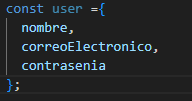 const user ={
  nombre,
  correoElectronico,
  contrasenia
};